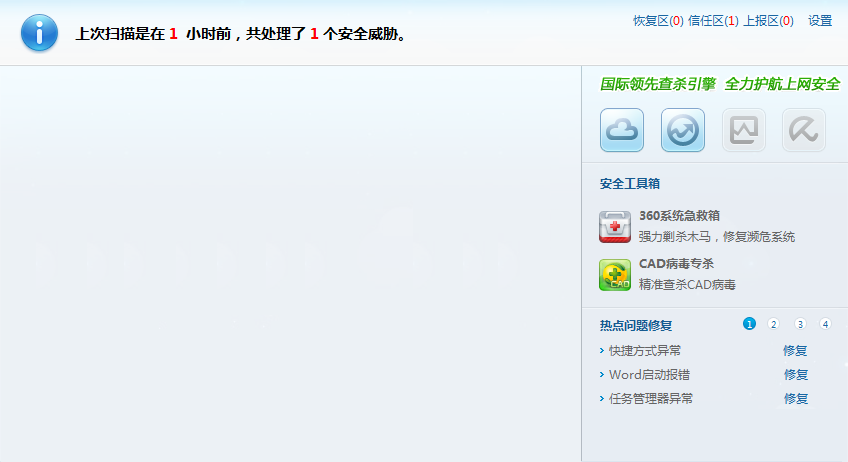 上次扫描是在 1 小时前，共处理了 1 个安全威胁。
恢复区(0) 信任区(1) 上报区(0) 设置
国际领先查杀引擎 全力护航上网安全
安全工具箱
360系统急救箱
强力剿杀木马，修复濒危系统
CAD病毒专杀
精准查杀CAD病毒
CAD
热点问题修复 1 2 3 4
快捷方式异常 修复
Word启动报错 修复
任务管理器异常 修复